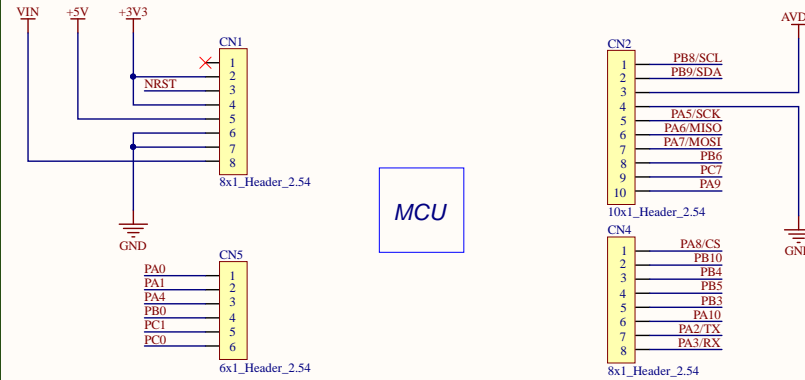 VIN +5V +3V3
CN1
1
2
NRST 3
4
5
6
7
8
8x1_Header_2.54
GND
CN5
PA0 1
PA1 2
PA4 3
PB0 4
PC1 5
PC0 6
6x1_Header_2.54
MCU
CN2
1 PB8/SCL
2 PB9/SDA
3
4
5 PA5/SCK
6 PA6/MISO
7 PA7/MOSI
8 PB6
9 PC7
10 PA9
10x1_Header_2.54
CN4
1 PA8/CS
2 PB10
3 PB4
4 PB5
5 PB3
6 PA10
7 PA2/TX
8 PA3/RX
8x1_Header_2.54